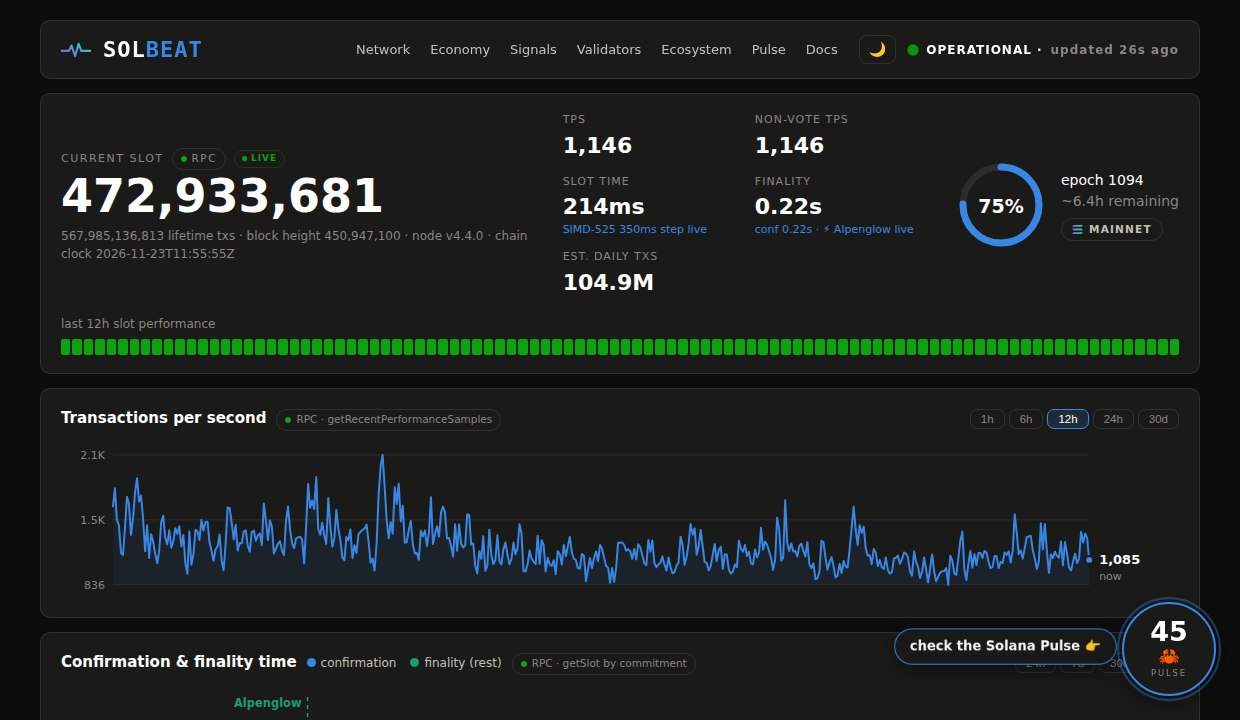 SOLBEAT
Network Economy Signals Validators Ecosystem Pulse Docs 🌙 OPERATIONAL · updated 26s ago
CURRENT SLOT RPC LIVE
472,933,681
567,985,136,813 lifetime txs · block height 450,947,100 · node v4.4.0 · chain
clock 2026-11-23T11:55:55Z
TPS
1,146
NON-VOTE TPS
1,146
SLOT TIME
214ms
SIMD-525 350ms step live
FINALITY
0.22s
conf 0.22s · ⚡ Alpenglow live
EST. DAILY TXS
104.9M
75%
epoch 1094
~6.4h remaining
MAINNET
last 12h slot performance
Transactions per second RPC · getRecentPerformanceSamples
1h 6h 12h 24h 30d
2.1K
1.5K
836
1,085
now
Confirmation & finality time confirmation finality (rest) RPC · getSlot by commitment
Alpenglow
check the Solana Pulse 👉
45
🦀
PULSE